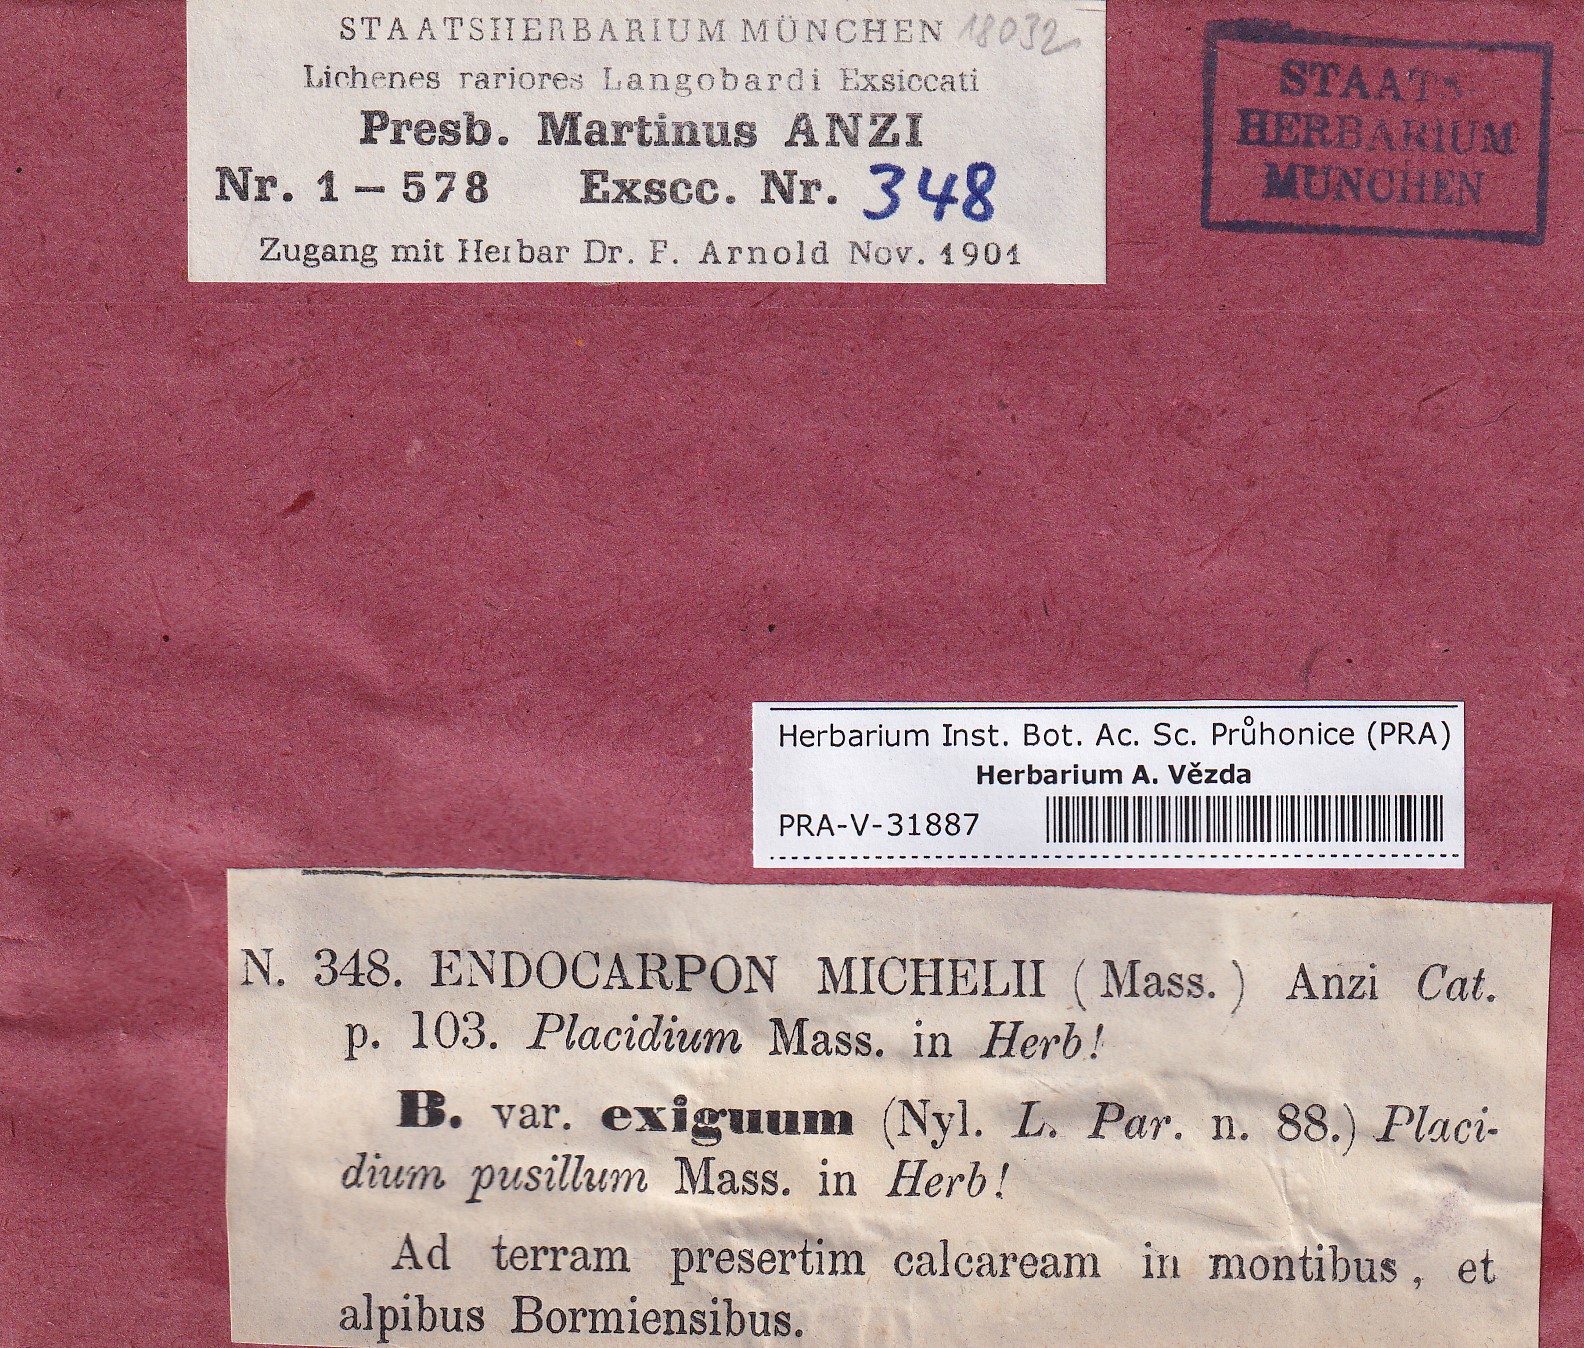 STAATSHERBARIUM MÜNCHEN 18032
Lichenes rariores Langobardi Exsiccati
Presb. Martinus ANZI
Nr. 1 – 578 Exscc. Nr. 348
Zugang mit Herbar Dr. F. Arnold Nov. 1901
STAATS
HERBARIUM
MÜNCHEN
Herbarium Inst. Bot. Ac. Sc. Průhonice (PRA)
Herbarium A. Vězda
PRA-V-31887
N. 348. ENDOCARPON MICHELII (Mass.) Anzi Cat.
p. 103. Placidium Mass. in Herb!
B. var. exiguum (Nyl. L. Par. n. 88.) Placi-
dium pusillum Mass. in Herb!
Ad terram presertim calcaream in montibus, et
alpibus Bormiensibus.